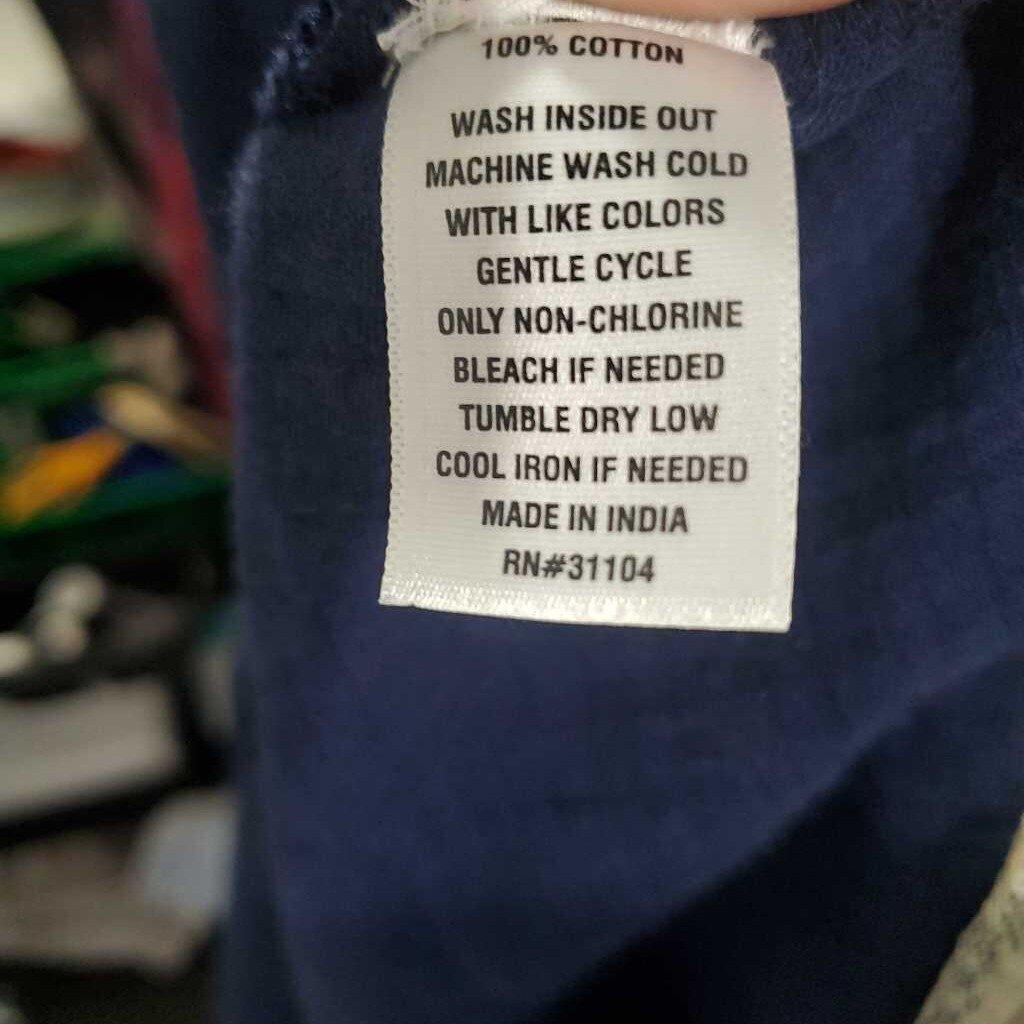 100% COTTON
WASH INSIDE OUT
MACHINE WASH COLD
WITH LIKE COLORS
GENTLE CYCLE
ONLY NON-CHLORINE
BLEACH IF NEEDED
TUMBLE DRY LOW
COOL IRON IF NEEDED
MADE IN INDIA
RN#31104